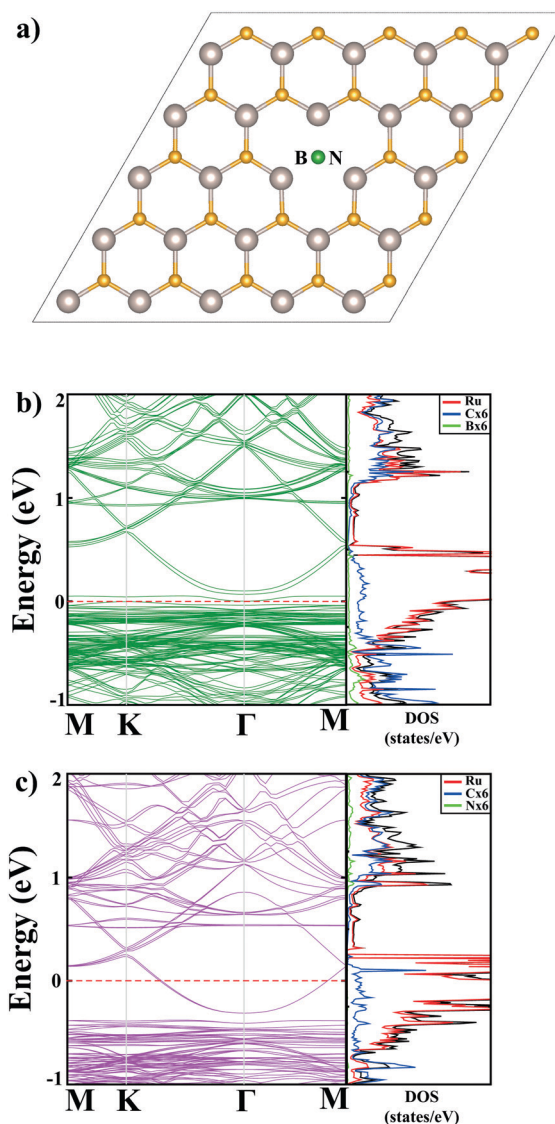 a)
B N
b)
Energy (eV)
2
1
0
-1
M K Γ M
Ru
Cx6
Bx6
DOS
(states/eV)
c)
Energy (eV)
2
1
0
-1
M K Γ M
Ru
Cx6
Nx6
DOS
(states/eV)